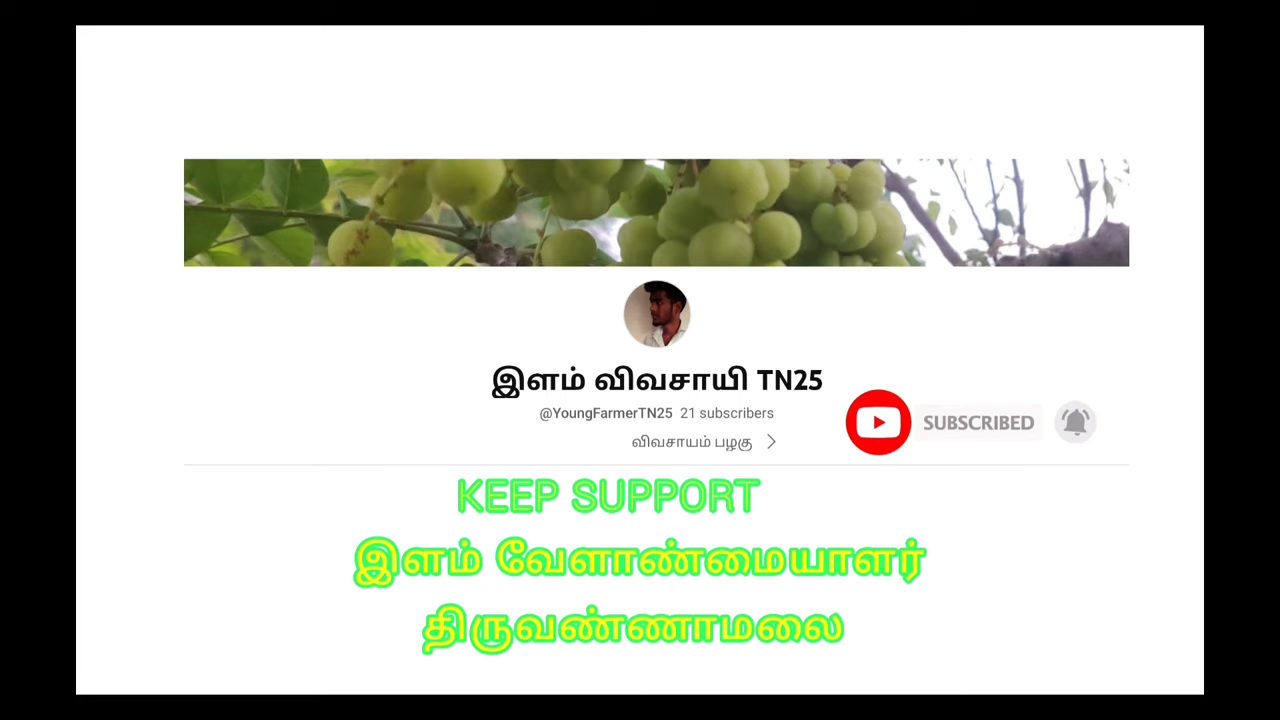 இளம் விவசாயி TN25
@YoungFarmerTN25 21 subscribers
விவசாயம் பழகு
SUBSCRIBED
KEEP SUPPORT
இளம் வேளாண்மையாளர்
திருவண்ணாமலை